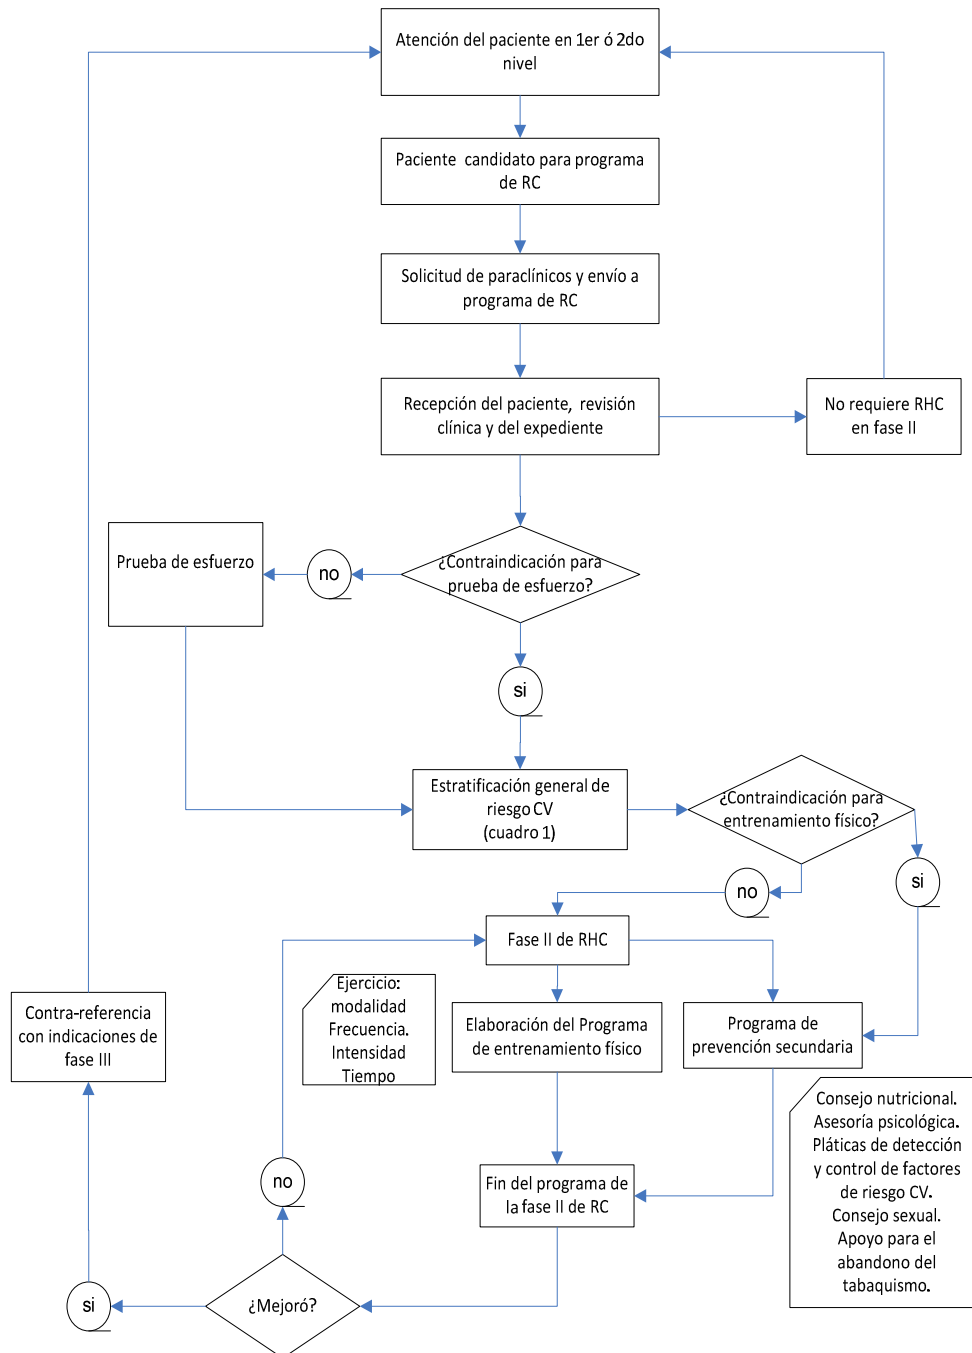 Atención del paciente en 1er ó 2do
nivel
Paciente candidato para programa
de RC
Solicitud de paraclínicos y envío a
programa de RC
Recepción del paciente, revisión
clínica y del expediente
No requiere RHC
en fase II
Prueba de esfuerzo
no
¿Contraindicación para
prueba de esfuerzo?
si
Estratificación general de
riesgo CV
(cuadro 1)
¿Contraindicación para
entrenamiento físico?
si
no
Fase II de RHC
Ejercicio:
modalidad
Frecuencia.
Intensidad
Tiempo
Elaboración del Programa
de entrenamiento físico
Programa de
prevención secundaria
Contra-referencia
con indicaciones de
fase III
Consejo nutricional.
Asesoría psicológica.
Pláticas de detección
y control de factores
de riesgo CV.
Consejo sexual.
Apoyo para el
abandono del
tabaquismo.
no
Fin del programa de
la fase II de RC
si
¿Mejoró?